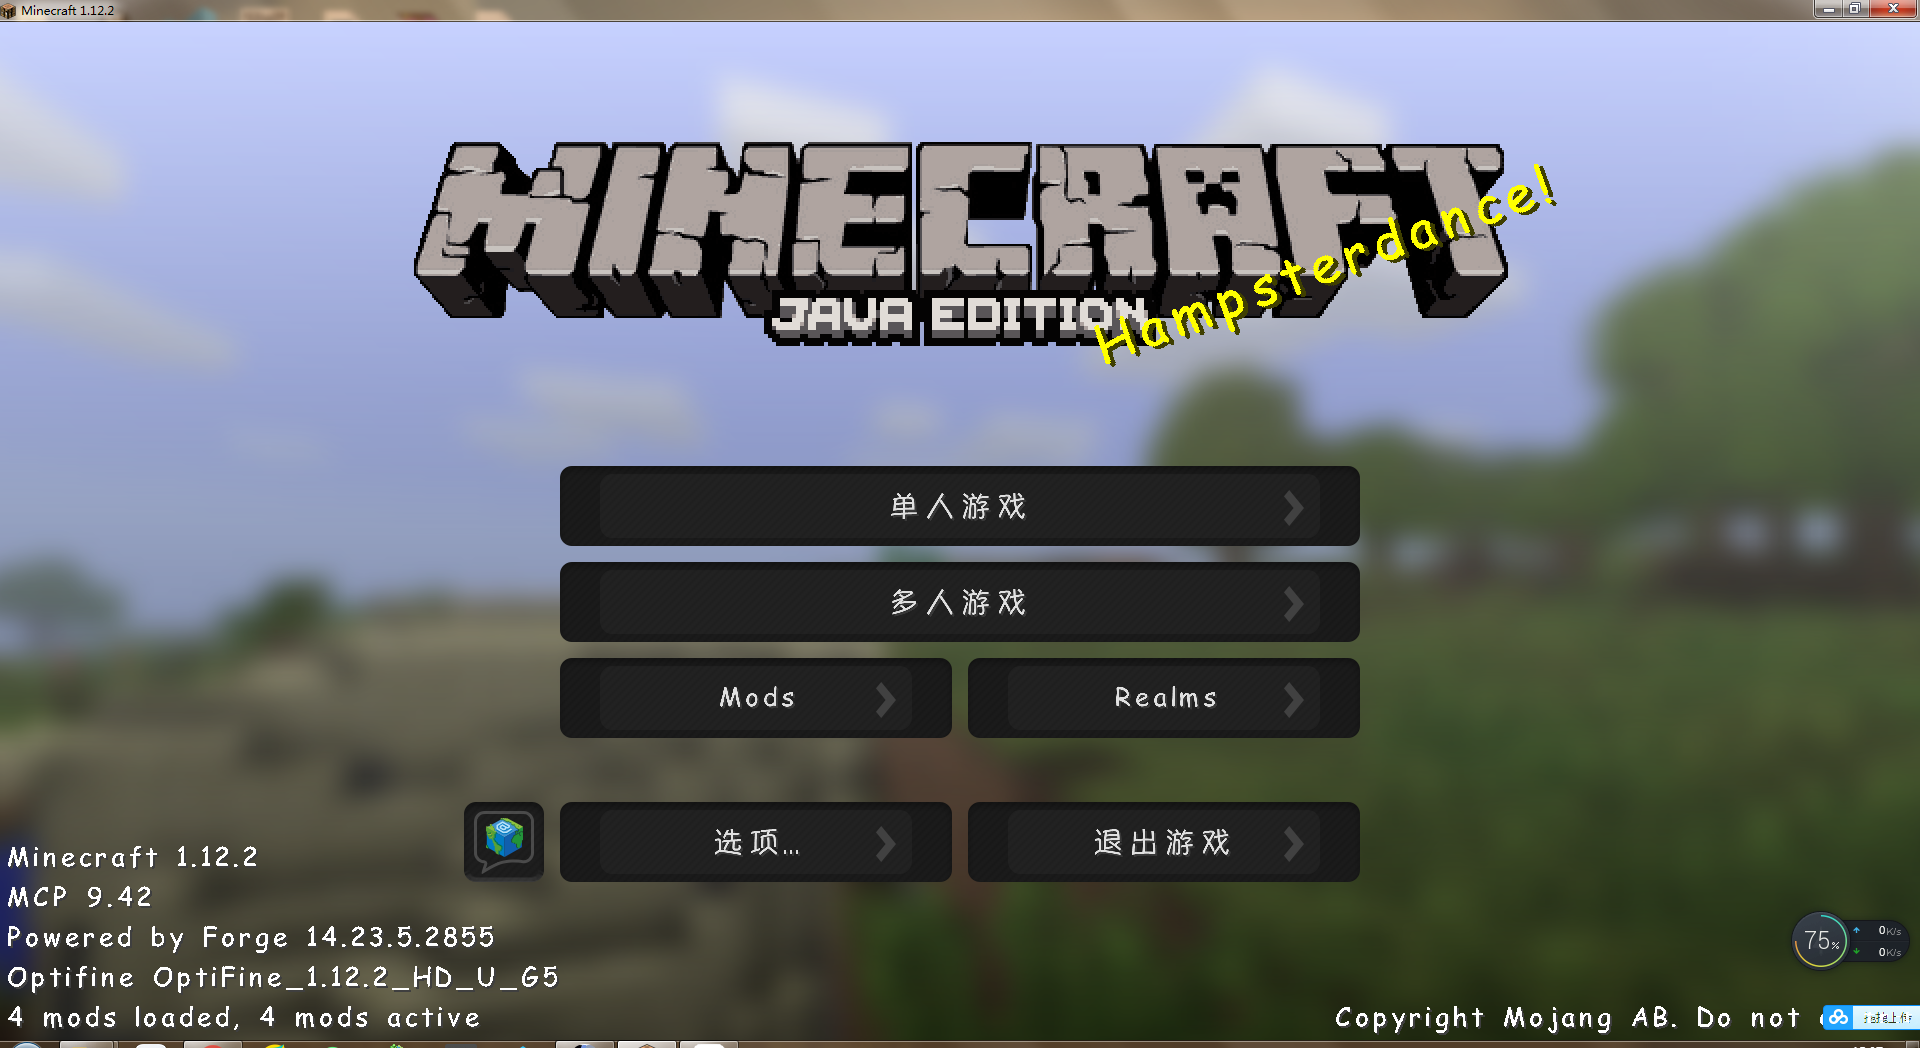 Minecraft 1.12.2
MINECRAFT
JAVA EDITION
Hampsterdance!
单人游戏
多人游戏
Mods
Realms
选项...
退出游戏
Minecraft 1.12.2
MCP 9.42
Powered by Forge 14.23.5.2855
Optifine OptiFine_1.12.2_HD_U_G5
4 mods loaded, 4 mods active
75%
0K/s
0K/s
Copyright Mojang AB. Do not